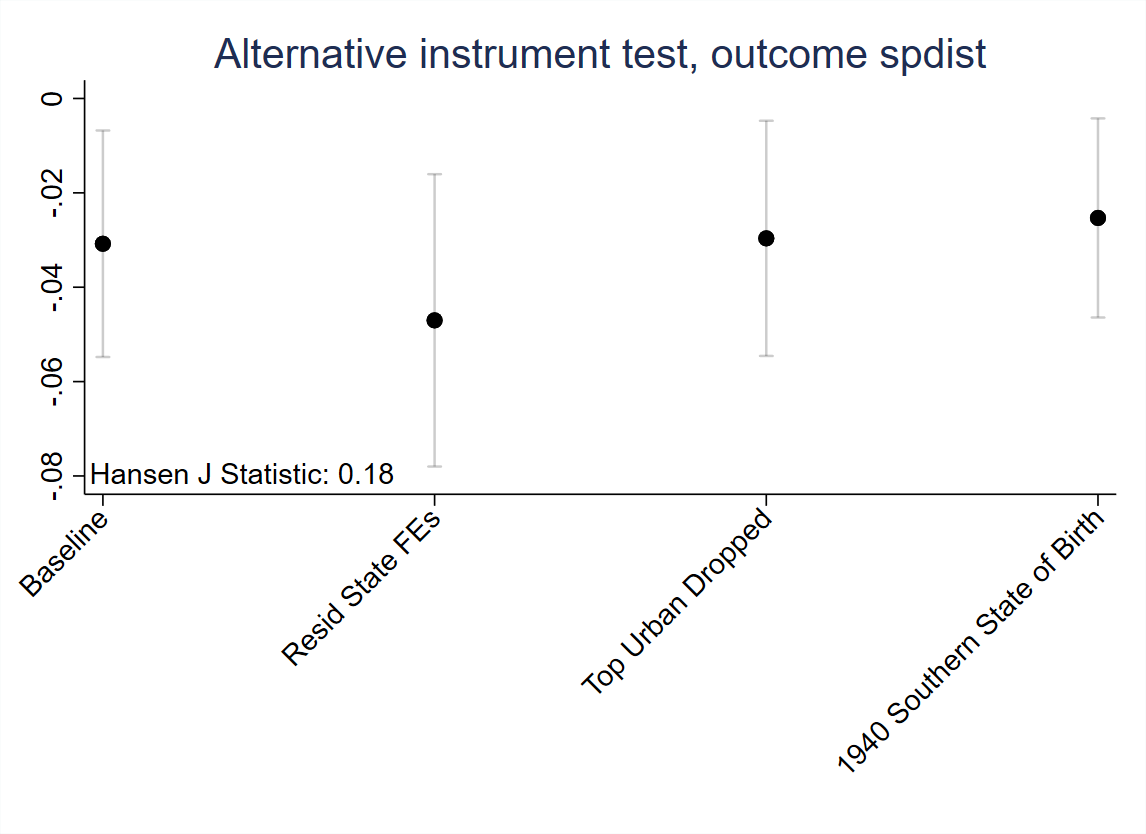 Alternative instrument test, outcome spdist
0
-.02
-.04
-.06
-.08
Hansen J Statistic: 0.18
Baseline
Resid State FEs
Top Urban Dropped
1940 Southern State of Birth